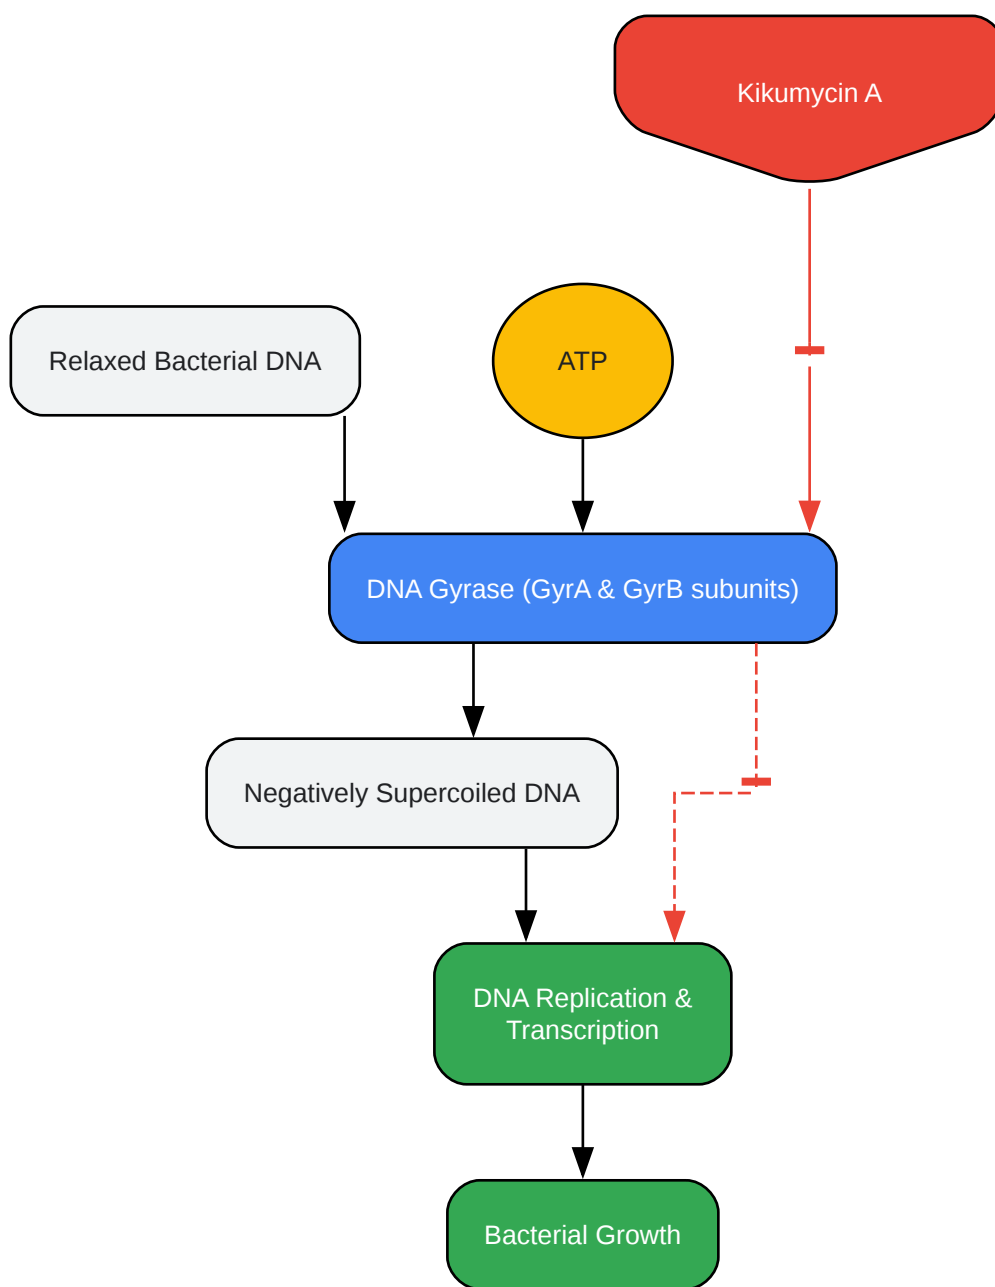 Kikumycin A
Relaxed Bacterial DNA
ATP
DNA Gyrase (GyrA & GyrB subunits)
Negatively Supercoiled DNA
DNA Replication &
Transcription
Bacterial Growth